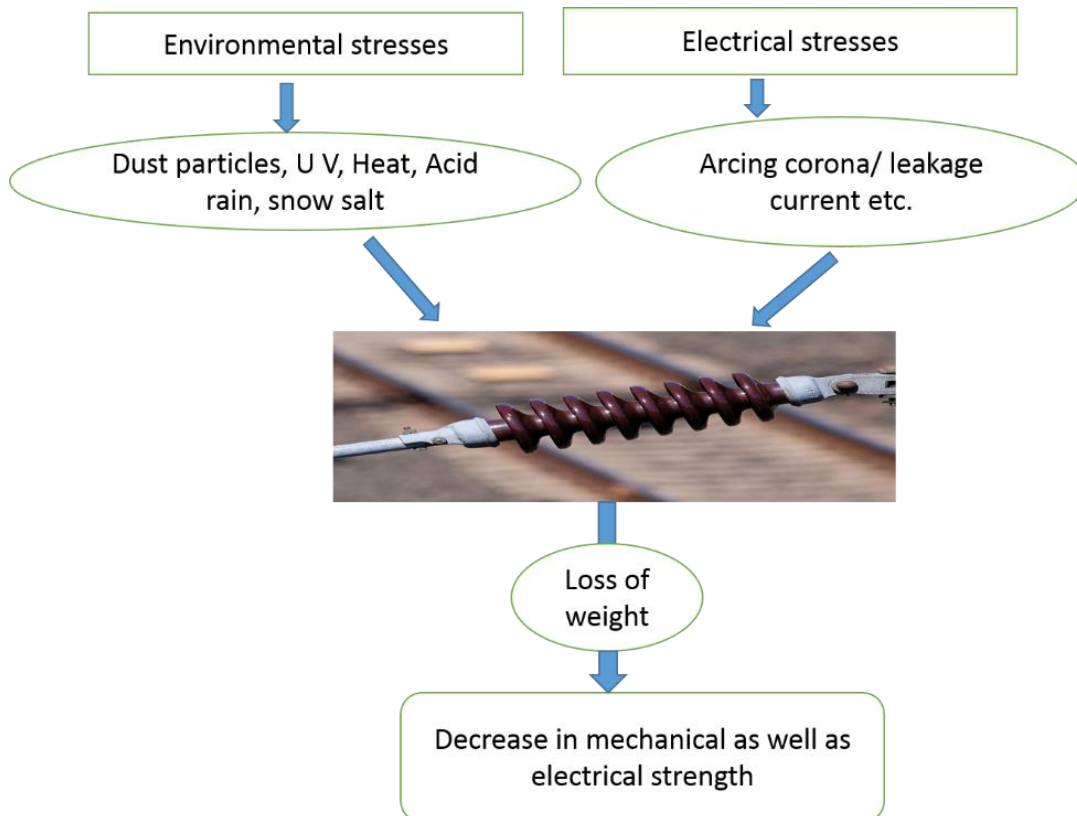 Environmental stresses
Electrical stresses
Dust particles, U V, Heat, Acid
rain, snow salt
Arcing corona/ leakage
current etc.
Loss of
weight
Decrease in mechanical as well as
electrical strength